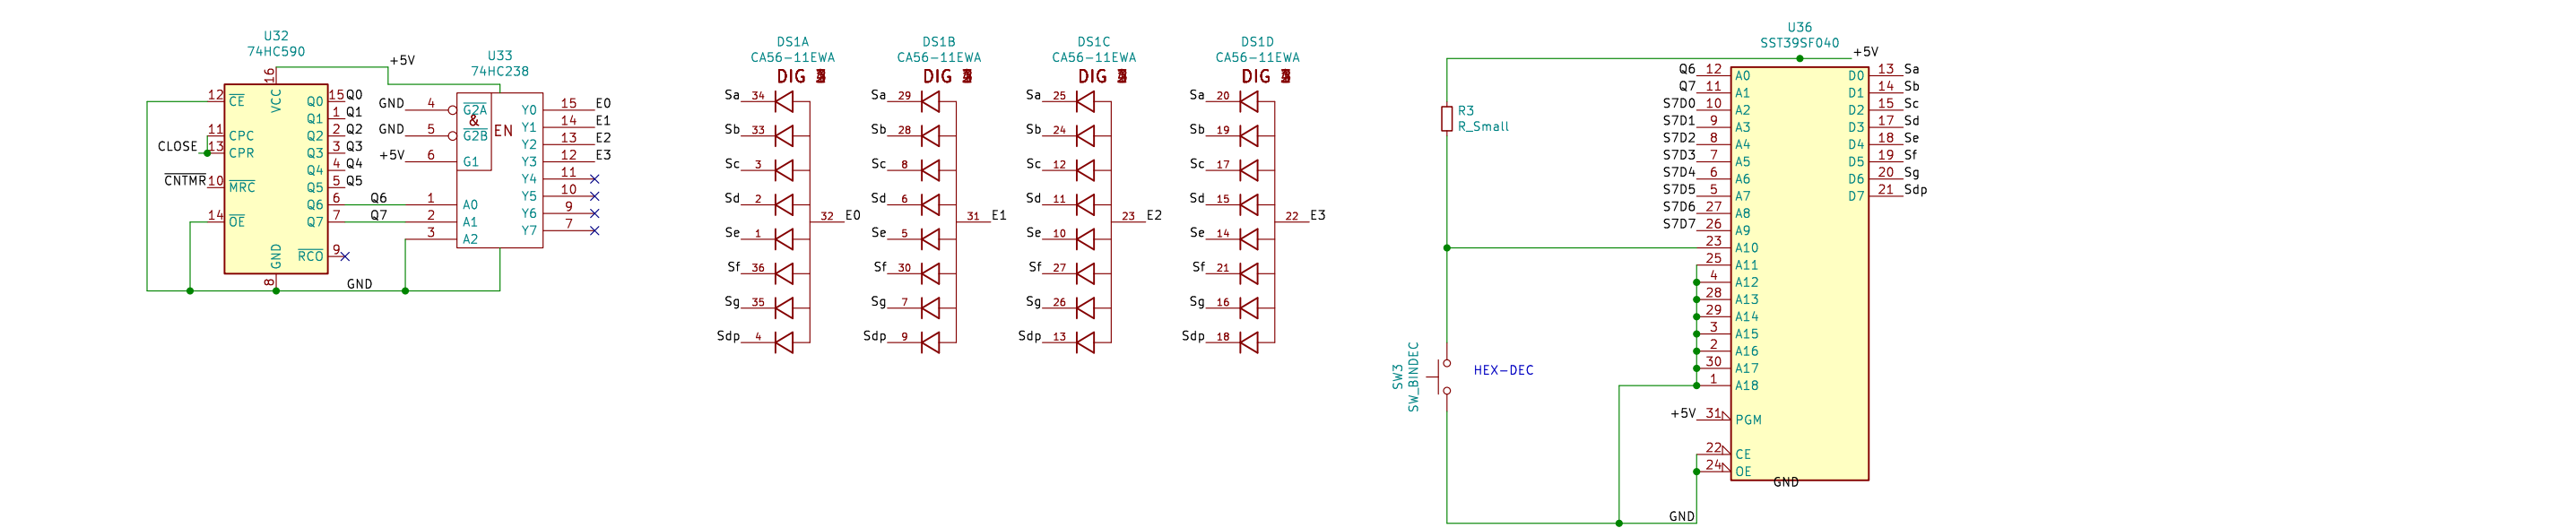 U32
74HC590
+5V
16
VCC
12 CE Q0 15 Q0
Q1 1 Q1
11 CPC Q2 2 Q2
CLOSE 13 CPR Q3 3 Q3
Q4 4 Q4
CNTMR 10 MRC Q5 5 Q5
Q6 6 Q6
14 OE Q7 7 Q7
GND
RCO 9
8
GND
U33
74HC238
GND 4 G2A Y0 15 E0
&
EN
Y1 14 E1
GND 5 G2B Y2 13 E2
+5V 6 G1 Y3 12 E3
Y4 11
Y5 10
1 A0 Y6 9
2 A1 Y7 7
3 A2
DS1A
CA56-11EWA
DIG
Sa 34
Sb 33
Sc 3
Sd 2
32 E0
Se 1
Sf 36
Sg 35
Sdp 4
DS1B
CA56-11EWA
DIG
Sa 29
Sb 28
Sc 8
Sd 6
31 E1
Se 5
Sf 30
Sg 7
Sdp 9
DS1C
CA56-11EWA
DIG
Sa 25
Sb 24
Sc 12
Sd 11
23 E2
Se 10
Sf 27
Sg 26
Sdp 13
DS1D
CA56-11EWA
DIG
Sa 20
Sb 19
Sc 17
Sd 15
22 E3
Se 14
Sf 21
Sg 16
Sdp 18
R3
R_Small
SW3
SW_BINDEC
HEX-DEC
U36
SST39SF040
+5V
Q6 12 A0 D0 13 Sa
Q7 11 A1 D1 14 Sb
S7D0 10 A2 D2 15 Sc
S7D1 9 A3 D3 17 Sd
S7D2 8 A4 D4 18 Se
S7D3 7 A5 D5 19 Sf
S7D4 6 A6 D6 20 Sg
S7D5 5 A7 D7 21 Sdp
S7D6 27 A8
S7D7 26 A9
23 A10
25 A11
4 A12
28 A13
29 A14
3 A15
2 A16
30 A17
1 A18
+5V 31 PGM
22 CE
24 OE
GND
GND